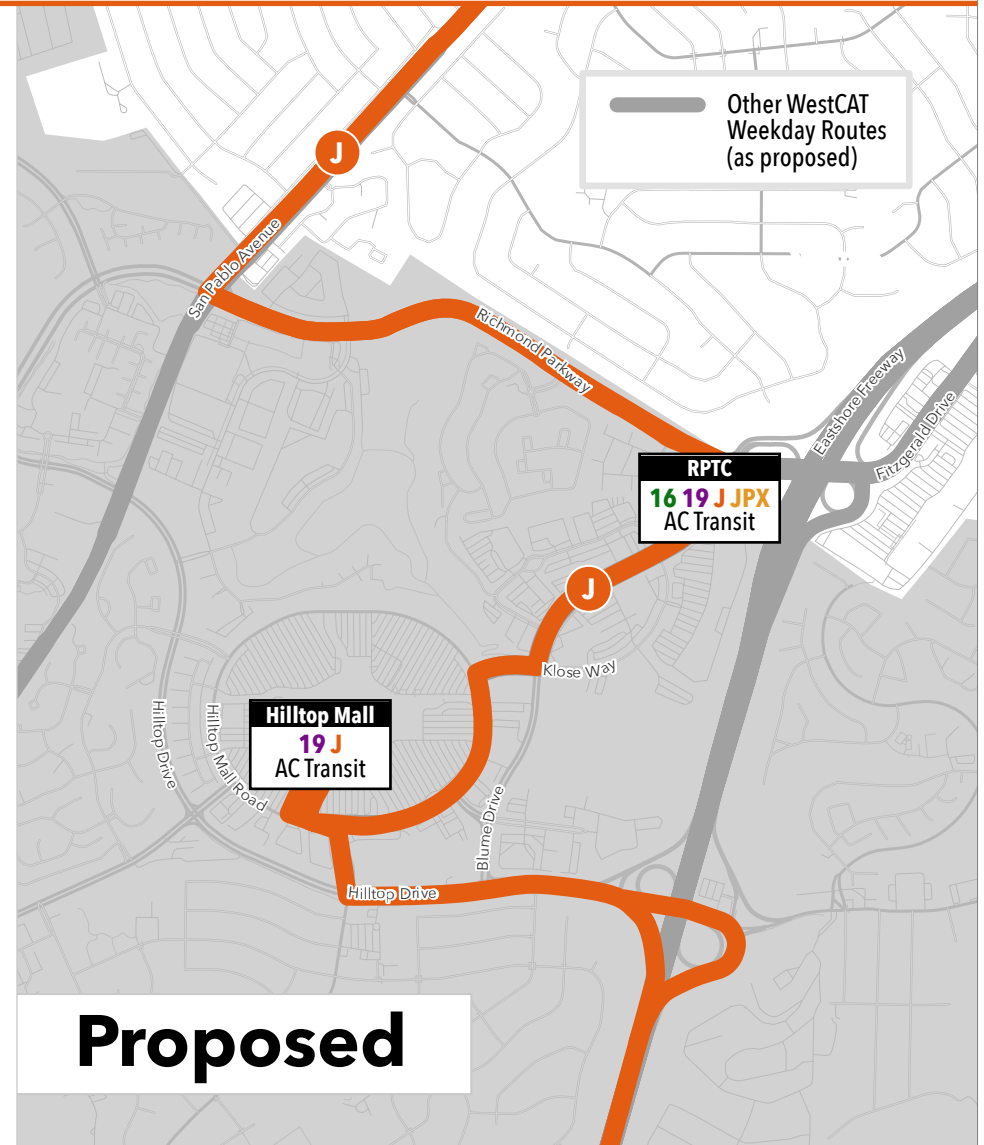 Other WestCAT
Weekday Routes
(as proposed)
J
San Pablo Avenue
Richmond Parkway
Eastshore Freeway
Fitzgerald Drive
RPTC
16 19 J JPX
AC Transit
J
Klose Way
Hilltop Drive
Hilltop Mall Road
Hilltop Mall
19 J
AC Transit
Blume Drive
Hilltop Drive
Proposed